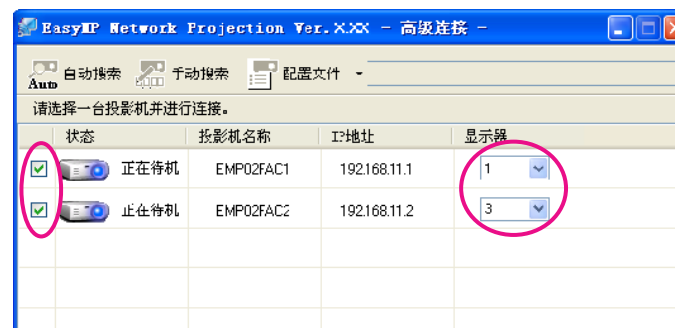 EasyMP Network Projection Ver.X.XX - 高级连接 -
Auto 自动搜索 手动搜索 配置文件
请选择一台投影机并进行连接。
状态 投影机名称 IP地址 显示器
正在待机 EMP02FAC1 192.168.11.1 1
正在待机 EMP02FAC2 192.168.11.2 3